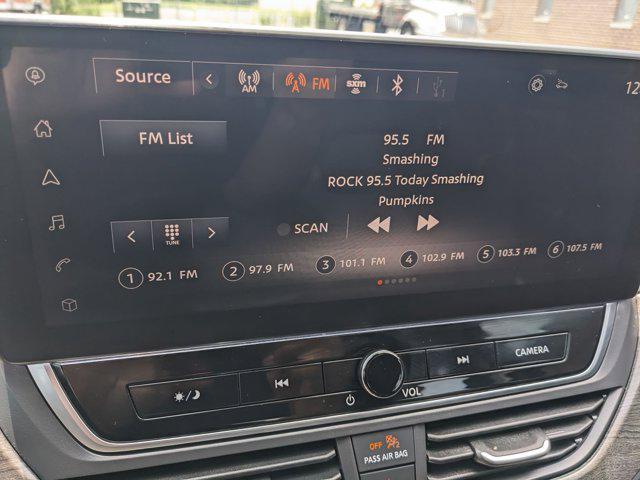 Source
AM
FM
sxm
12
FM List
95.5 FM
Smashing
ROCK 95.5 Today Smashing
Pumpkins
TUNE
SCAN
1 92.1 FM
2 97.9 FM
3 101.1 FM
4 102.9 FM
5 103.3 FM
6 107.5 FM
CAMERA
VOL
OFF
2
PASS AIR BAG